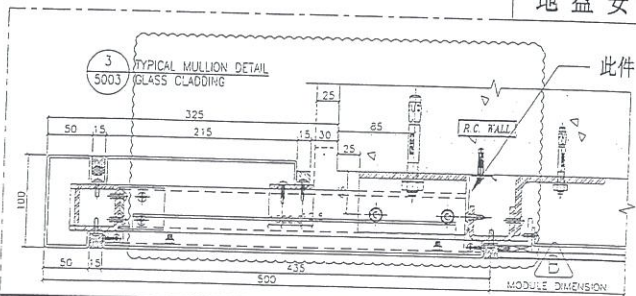 地盤安
3
5003
TYPICAL MULLION DETAIL
GLASS CLADDING
此件
325
25
50 15 215 15 30
85
25
R.C. WALL
100
50 15 435
500
MODULE DIMENSION